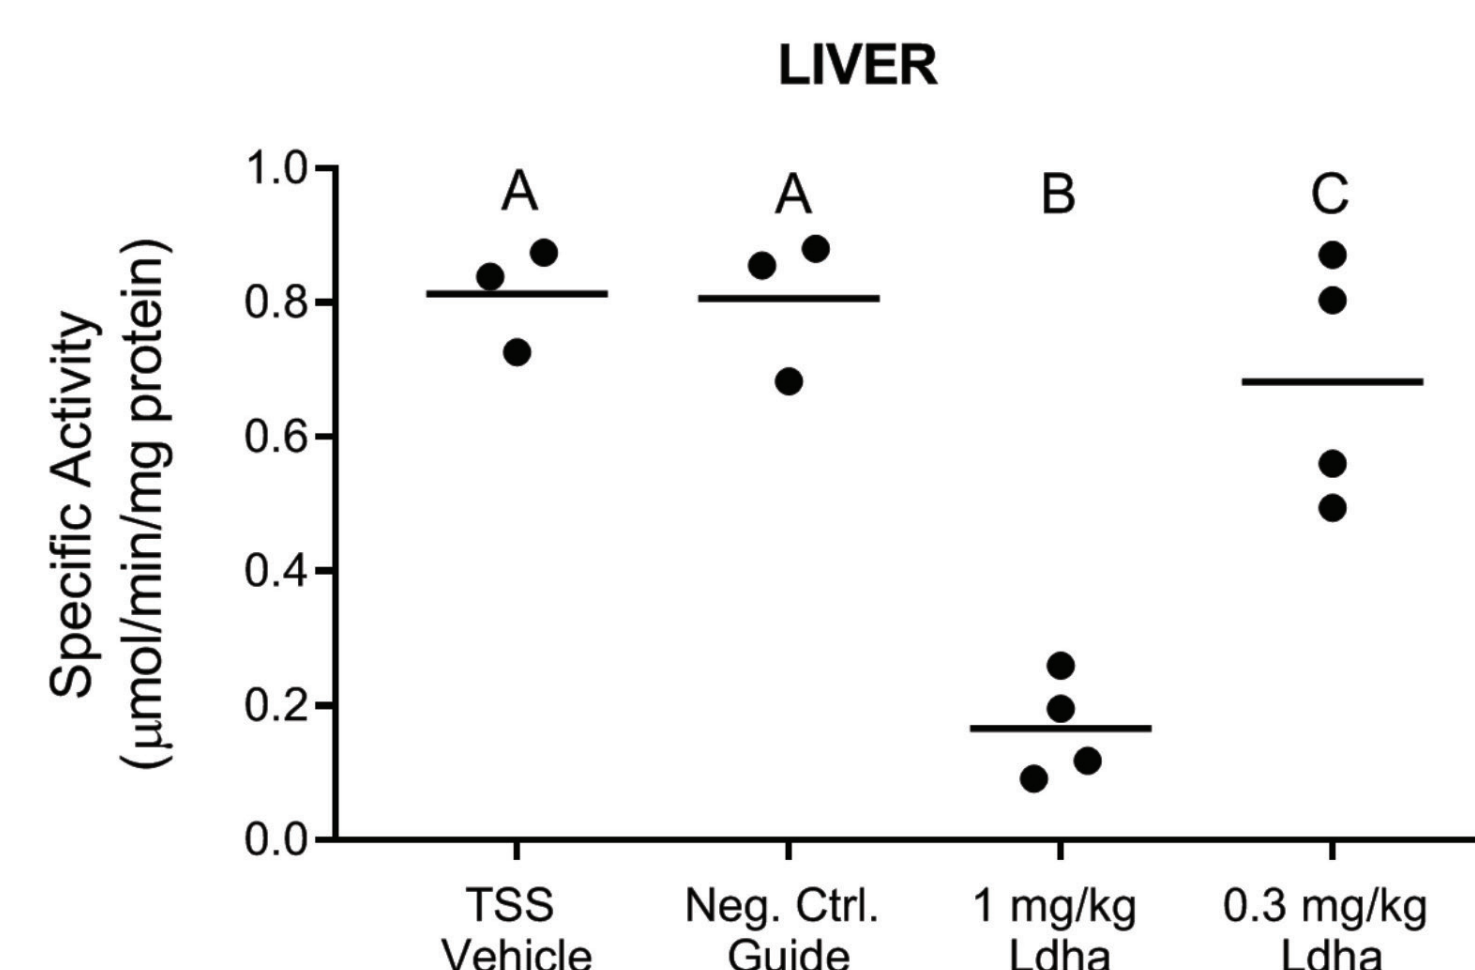 LIVER
1.0
A A B C
0.8
0.6
0.4
0.2
0.0
Specific Activity
(μmol/min/mg protein)
TSS Neg. Ctrl. 1 mg/kg 0.3 mg/kg
Vehicle Guide Ldha Ldha